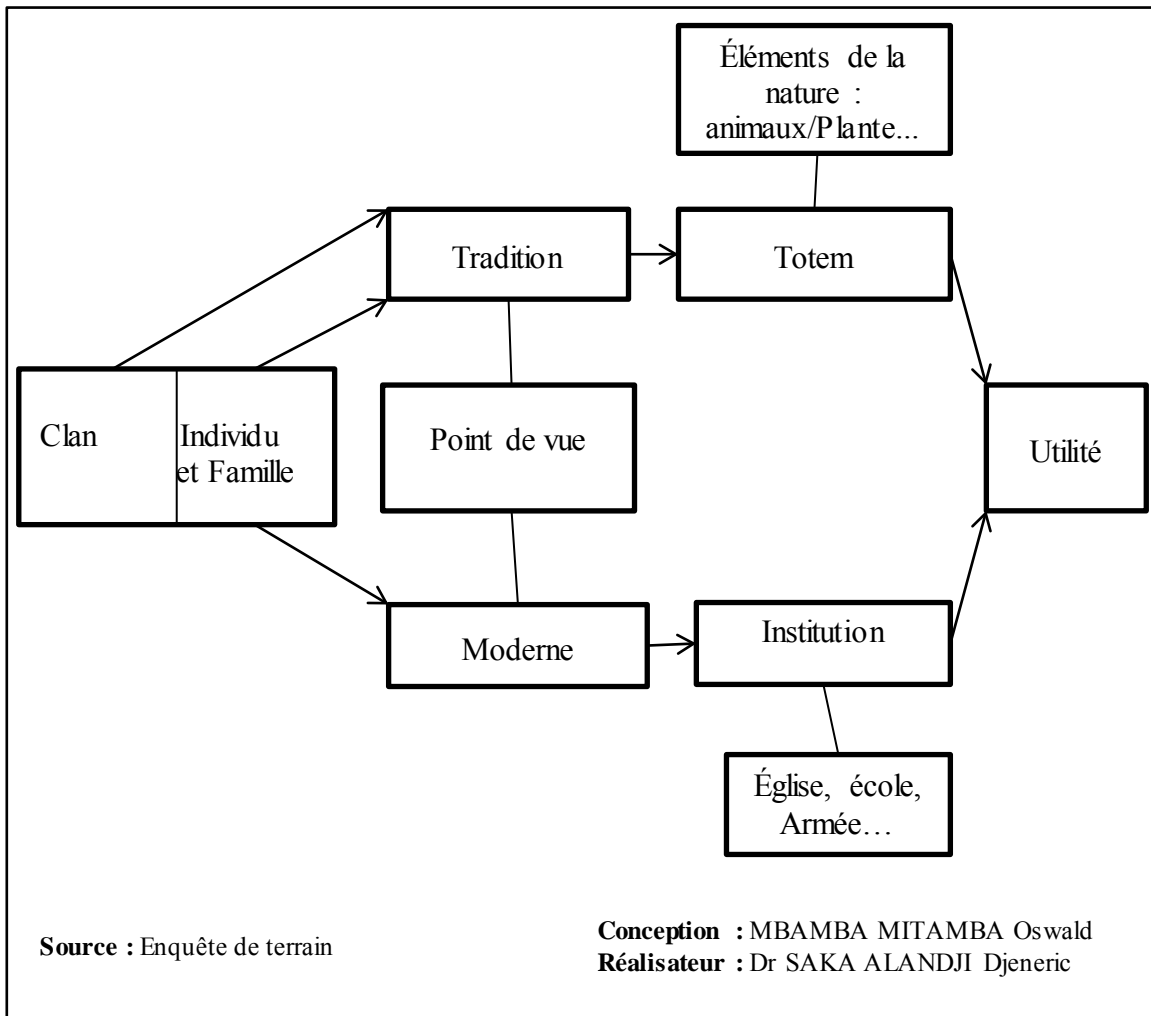 Éléments de la
nature :
animaux/Plante...
Tradition
Totem
Clan
Individu
et Famille
Point de vue
Utilité
Moderne
Institution
Église, école,
Armée…
Source : Enquête de terrain
Conception : MBAMBA MITAMBA Oswald
Réalisateur : Dr SAKA ALANDJI Djeneric